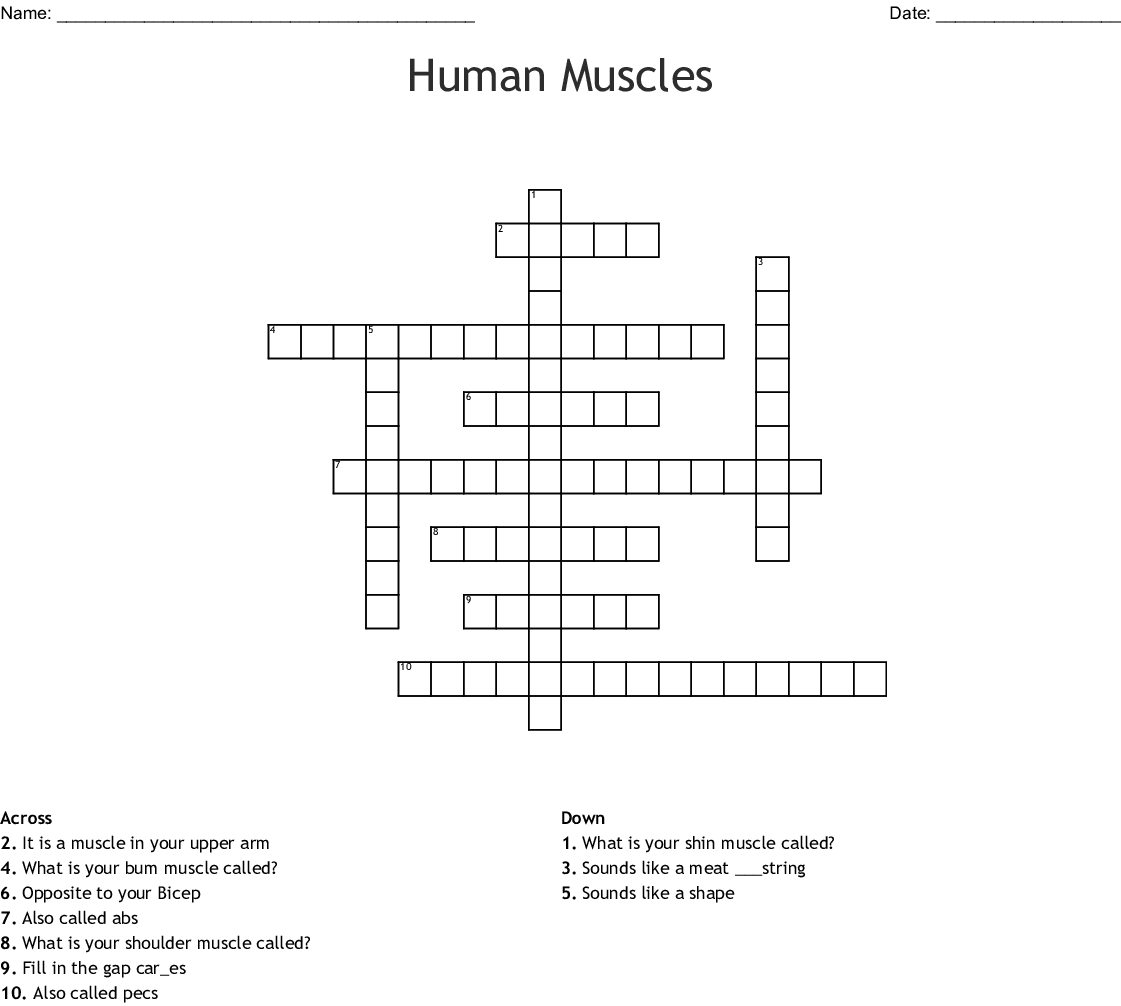 Name: ___________________________________________ Date: ___________________
Human Muscles
1
2
3
4 5
6
7
8
9
10
Across
2. It is a muscle in your upper arm
4. What is your bum muscle called?
6. Opposite to your Bicep
7. Also called abs
8. What is your shoulder muscle called?
9. Fill in the gap car_es
10. Also called pecs
Down
1. What is your shin muscle called?
3. Sounds like a meat ___string
5. Sounds like a shape